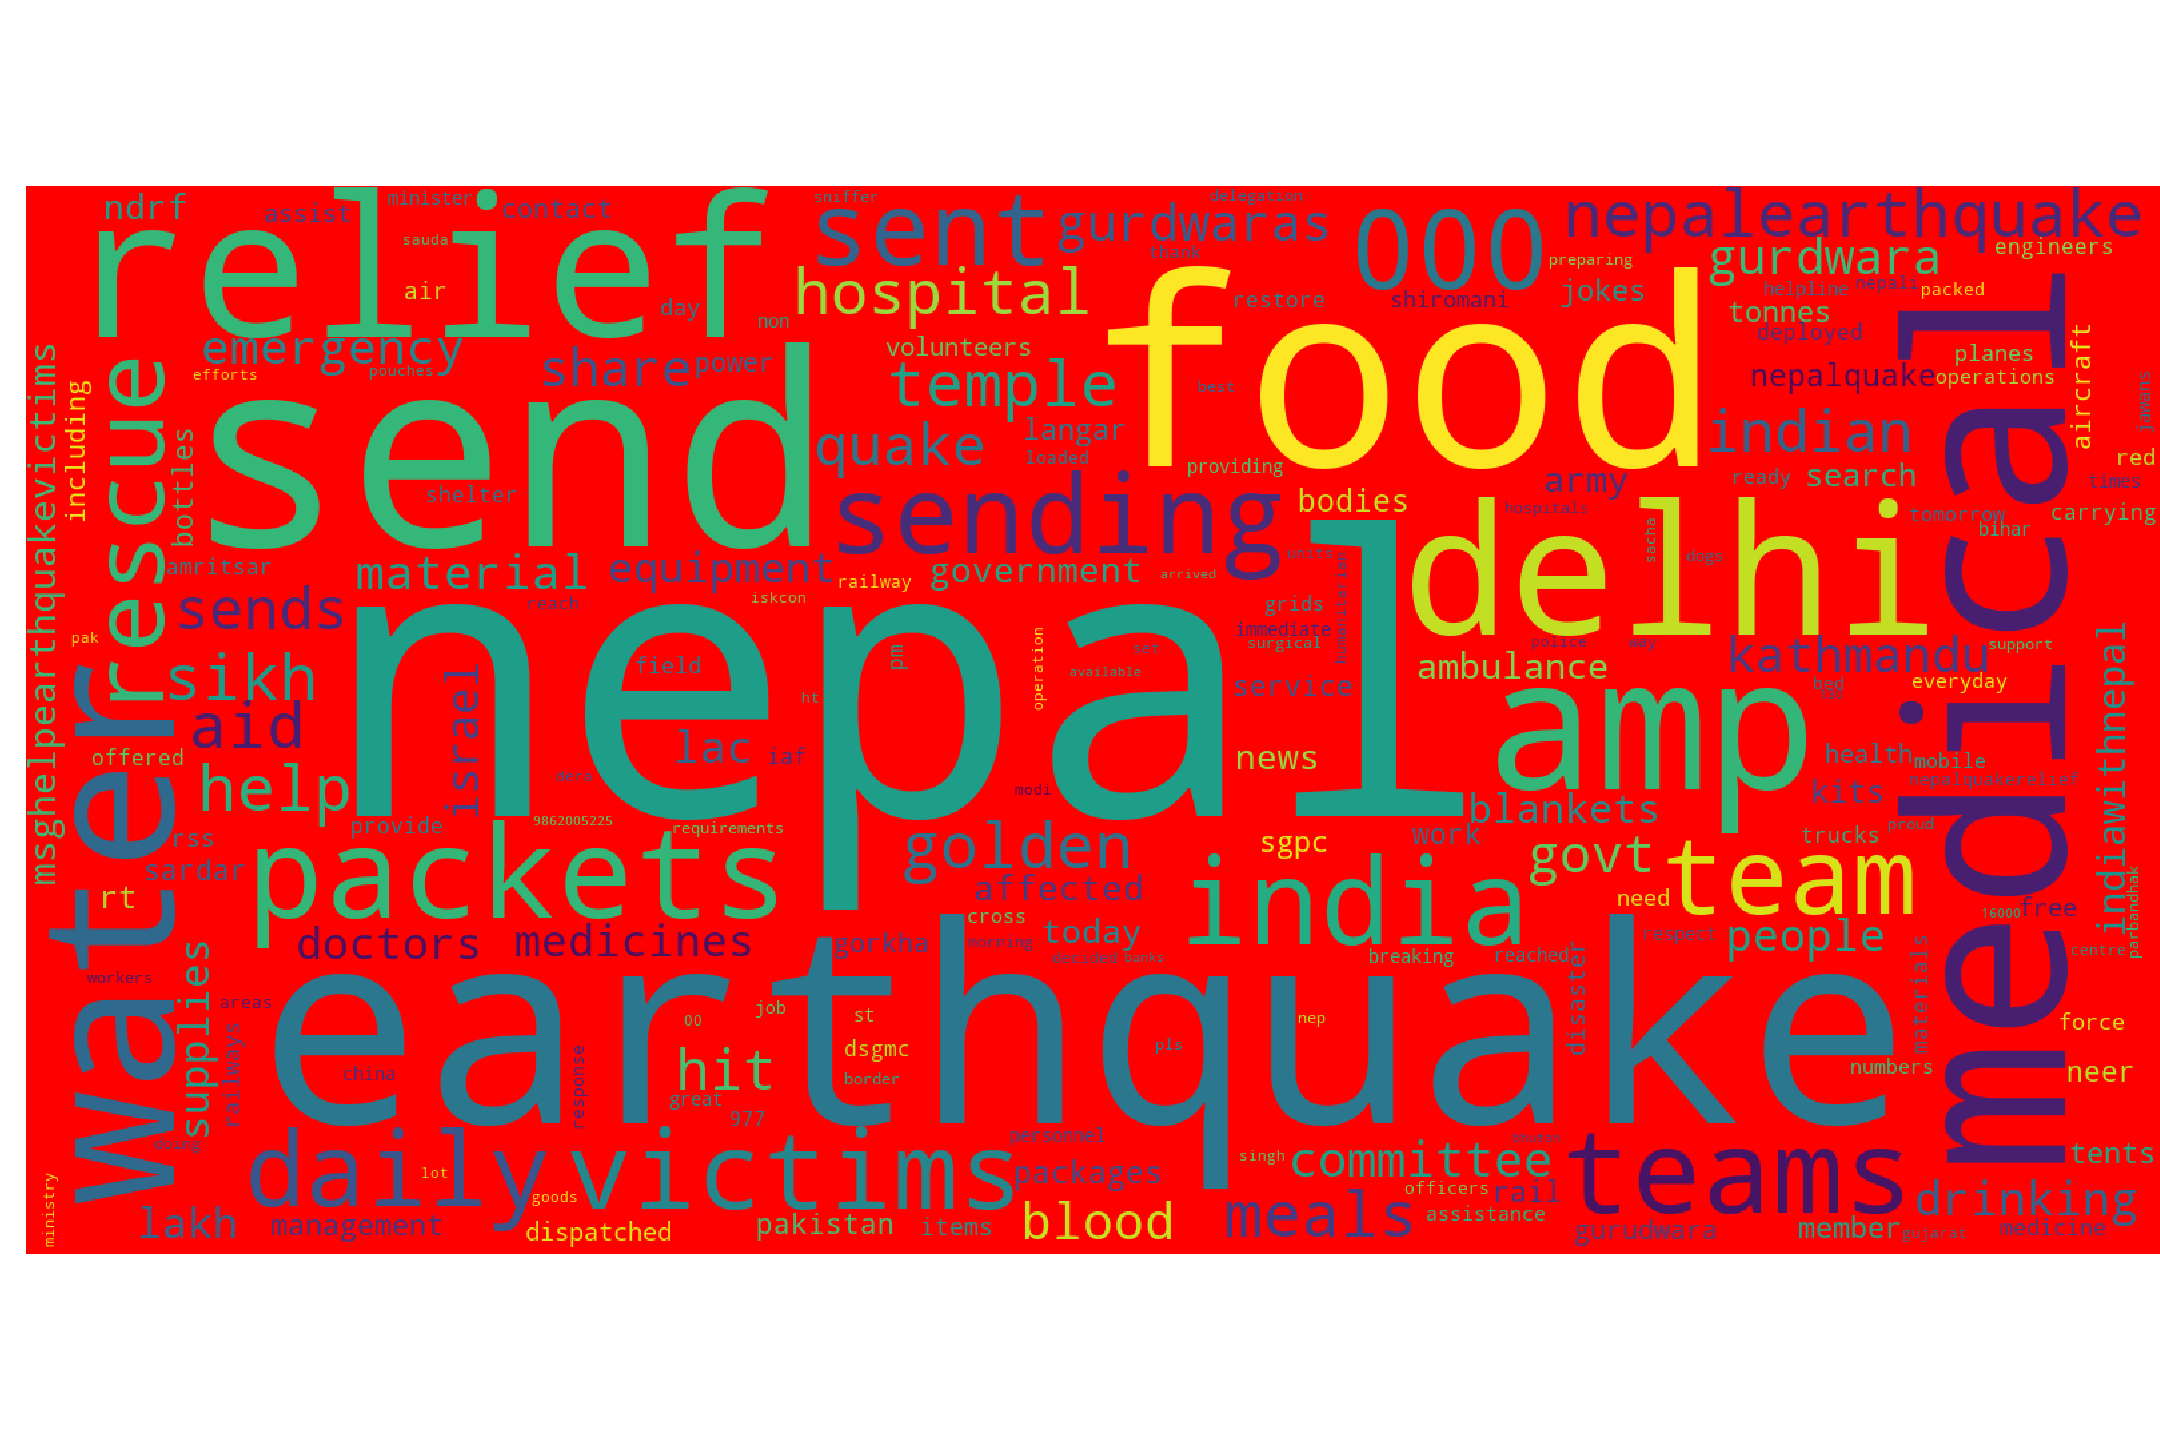 ndrf
assist
minister
contact
sniffer
sent
gurdwaras
delegation
000
nepalearthquake
relief
sauda
air
day
non
thank
hospital
restore
preparing
shiromani
jokes
gurdwara
helpline
nepali
packed
engineers
tonnes
deployed
food
medical
emergency
efforts
pouches
share
power
volunteers
temple
best
nepalquake
planes
operations
aircraft
jawans
msghelpearthquakevictims
including
rescue
bottles
send
shelter
quake
langar
loaded
providing
indian
army
ready
search
red
times
sending
bodies
hospitals
delhi
tomorrow
bihar
carrying
sacha
dogs
amritsar
material
equipment
railway
government
arrived
units
humanitarian
reach
iskcon
grids
immediate
surgical
police
way
support
sends
pak
sikh
field
nepal
pm
operation
set
available
service
ambulance
kathmandu
bed
everyday
indiawithnepal
aid
israel
ht
amp
offered
lac
iaf
news
health
mobile
help
ders
modi
blankets
kits
nepalquakerelief
provide
9862005225
requirements
rss
sardar
packets
golden
sgpc
work
govt
trucks
proud
rt
affected
india
need
team
16000
free
parbandhak
water
doctors
medicines
gorkha
cross
morning
today
decided
banks
breaking
reached
respect
people
centre
supplies
workers
areas
railways
earthquake
job
st
00
nep
disaster
materials
force
china
response
hit
dsgmc
border
pls
numbers
neer
great
977
daily
victims
personnel
packages
singh
committee
bhutan
teams
tents
ministry
lot
goods
officers
rail
drinking
lakh
management
dispatched
pakistan
items
blood
meals
assistance
gurudwara
member
gujarat
medicine